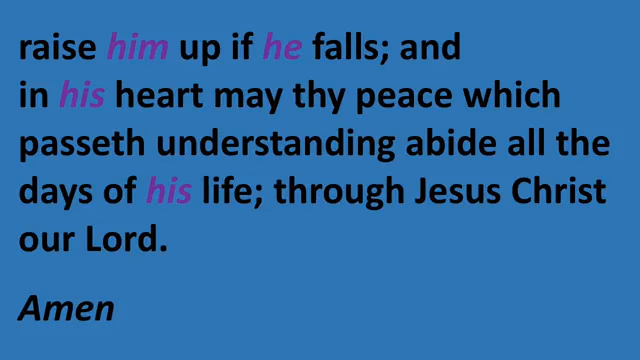 raise him up if he falls; and
in his heart may thy peace which
passeth understanding abide all the
days of his life; through Jesus Christ
our Lord.
Amen